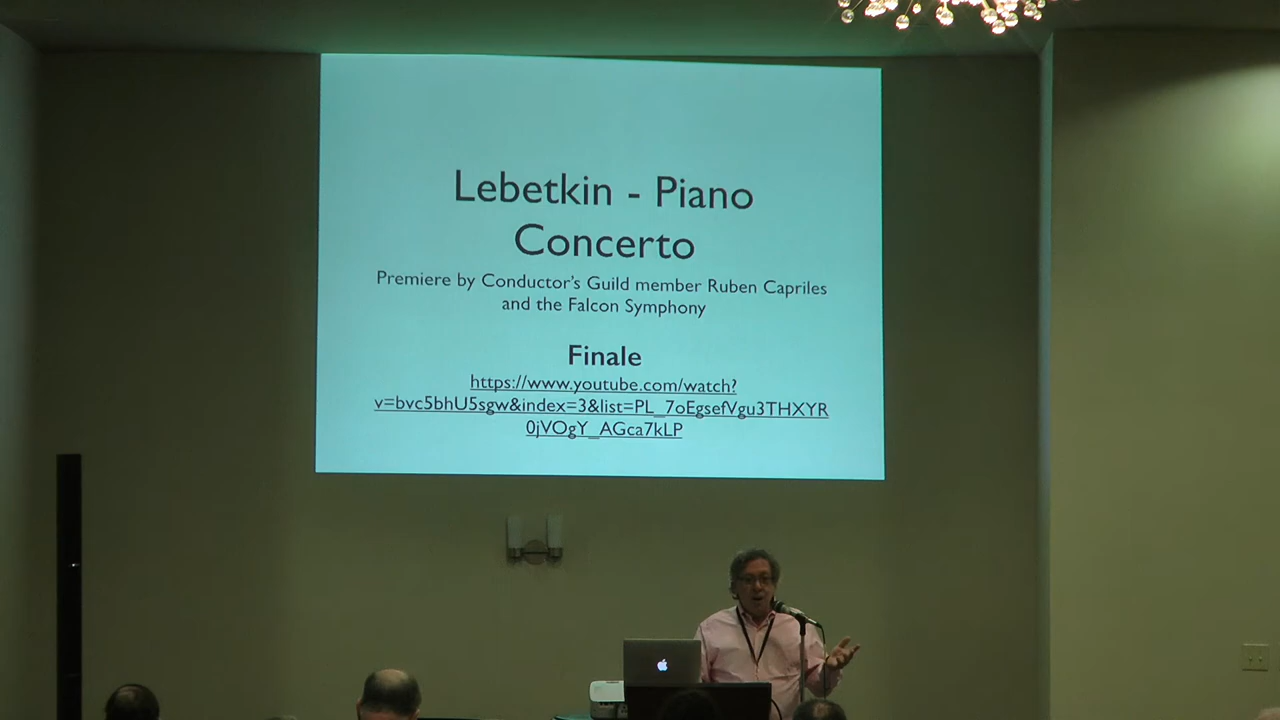 Lebetkin - Piano
Concerto
Premiere by Conductor's Guild member Ruben Capriles
and the Falcon Symphony
Finale
https://www.youtube.com/watch?
v=bvc5bhU5sgw&index=3&list=PL_7oEgsefVgu3THXYR
0jVOgY_AGca7kLP